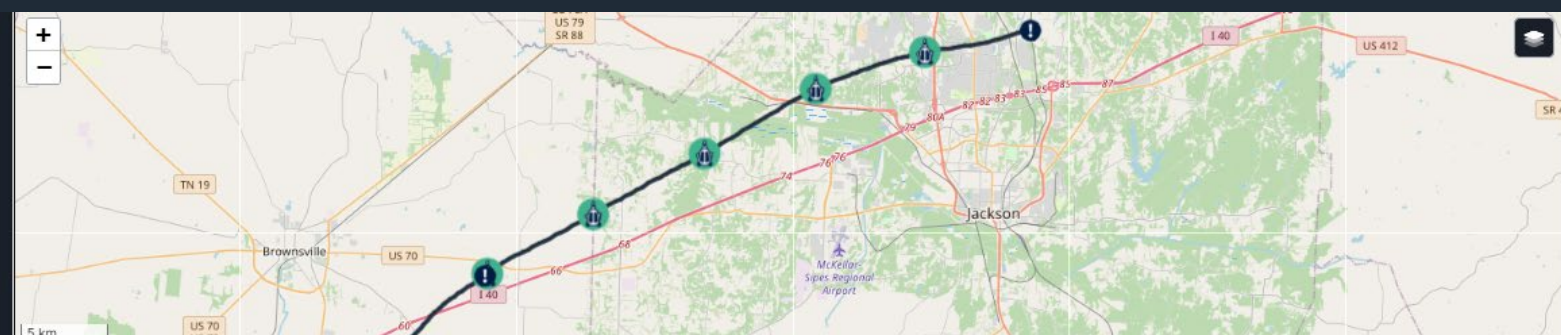 +
−
US 79
SR 88
I 40
US 412
87
85
85
83
83
82
82
80A
79
SR 4
76
76
74
TN 19
Jackson
68
Brownsville
US 70
66
McKellar-
Sipes Regional
Airport
!
!
I 40
60
US 70
5 km